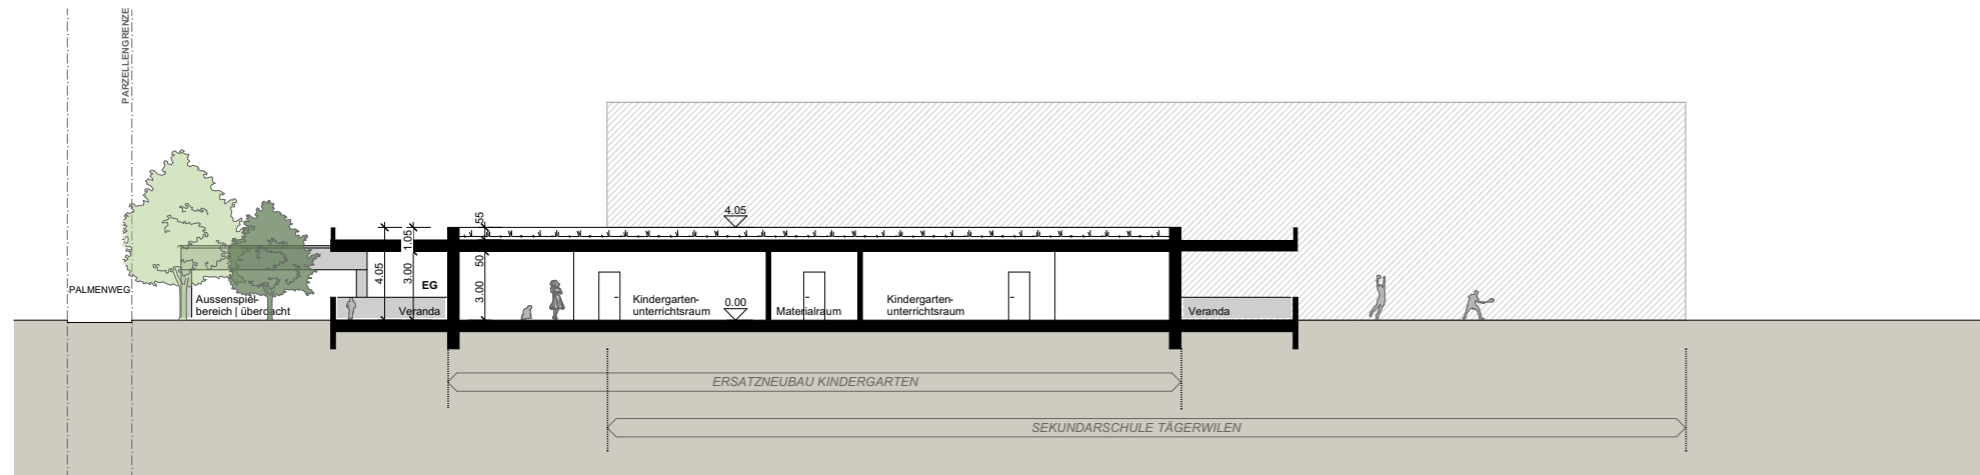 PARZELLENGRENZE
PALMENWEG
Aussenspiel-
bereich | überdacht
4.05
1.05
3.00
EG
Veranda
55
50
3.00
4.05
Kindergarten-
unterrichtsraum
0.00
Materialraum
Kindergarten-
unterrichtsraum
Veranda
ERSATZNEUBAU KINDERGARTEN
SEKUNDARSCHULE TÄGERWILEN